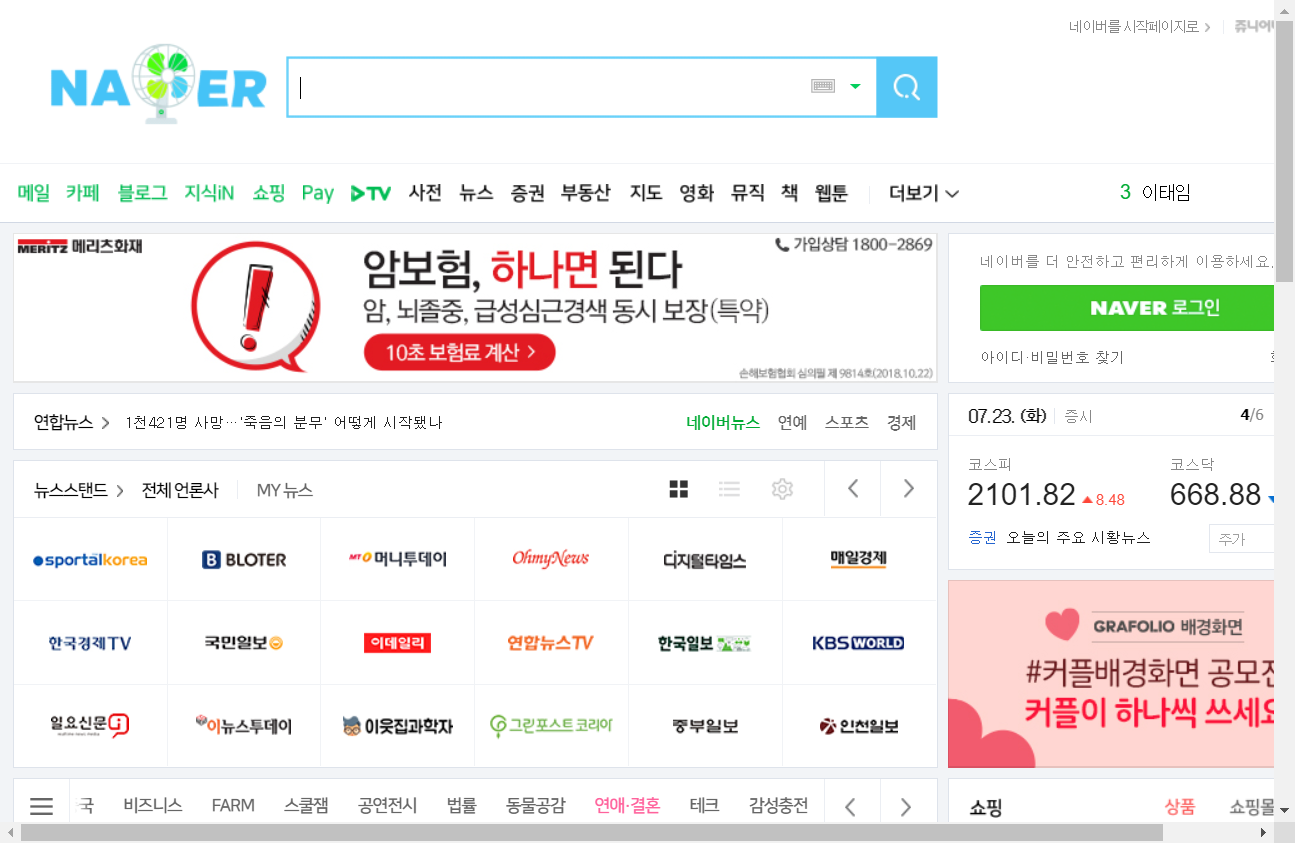 네이버를 시작페이지로
쥬니어
NAVER
메일 카페 블로그 지식iN 쇼핑 Pay TV 사전 뉴스 증권 부동산 지도 영화 뮤직 책 웹툰 더보기 3 이태임
MERITZ 메리츠화재
가입상담 1800-2869
암보험, 하나면 된다
암, 뇌졸중, 급성심근경색 동시 보장(특약)
10초 보험료 계산
손해보험협회 심의필 제 9814호(2018.10.22)
네이버를 더 안전하고 편리하게 이용하세요.
NAVER 로그인
아이디·비밀번호 찾기
연합뉴스 1천421명 사망…'죽음의 분무' 어떻게 시작됐나 네이버뉴스 연예 스포츠 경제
07.23. (화) 증시 4/6
코스피 코스닥
2101.82 8.48 668.88
증권 오늘의 주요 시황뉴스 주가
뉴스스탠드 전체 언론사 MY 뉴스
sportalkorea BLOTER MT 머니투데이 OhmyNews 디지털타임스 매일경제
한국경제TV 국민일보 이데일리 연합뉴스TV 한국일보 KBS WORLD
일요신문 이뉴스투데이 이웃집과학자 그린포스트 코리아 중부일보 인천일보
GRAFOLIO 배경화면
#커플배경화면 공모전
커플이 하나씩 쓰세요
국 비즈니스 FARM 스쿨잼 공연전시 법률 동물공감 연애·결혼 테크 감성충전
쇼핑 상품 쇼핑몰